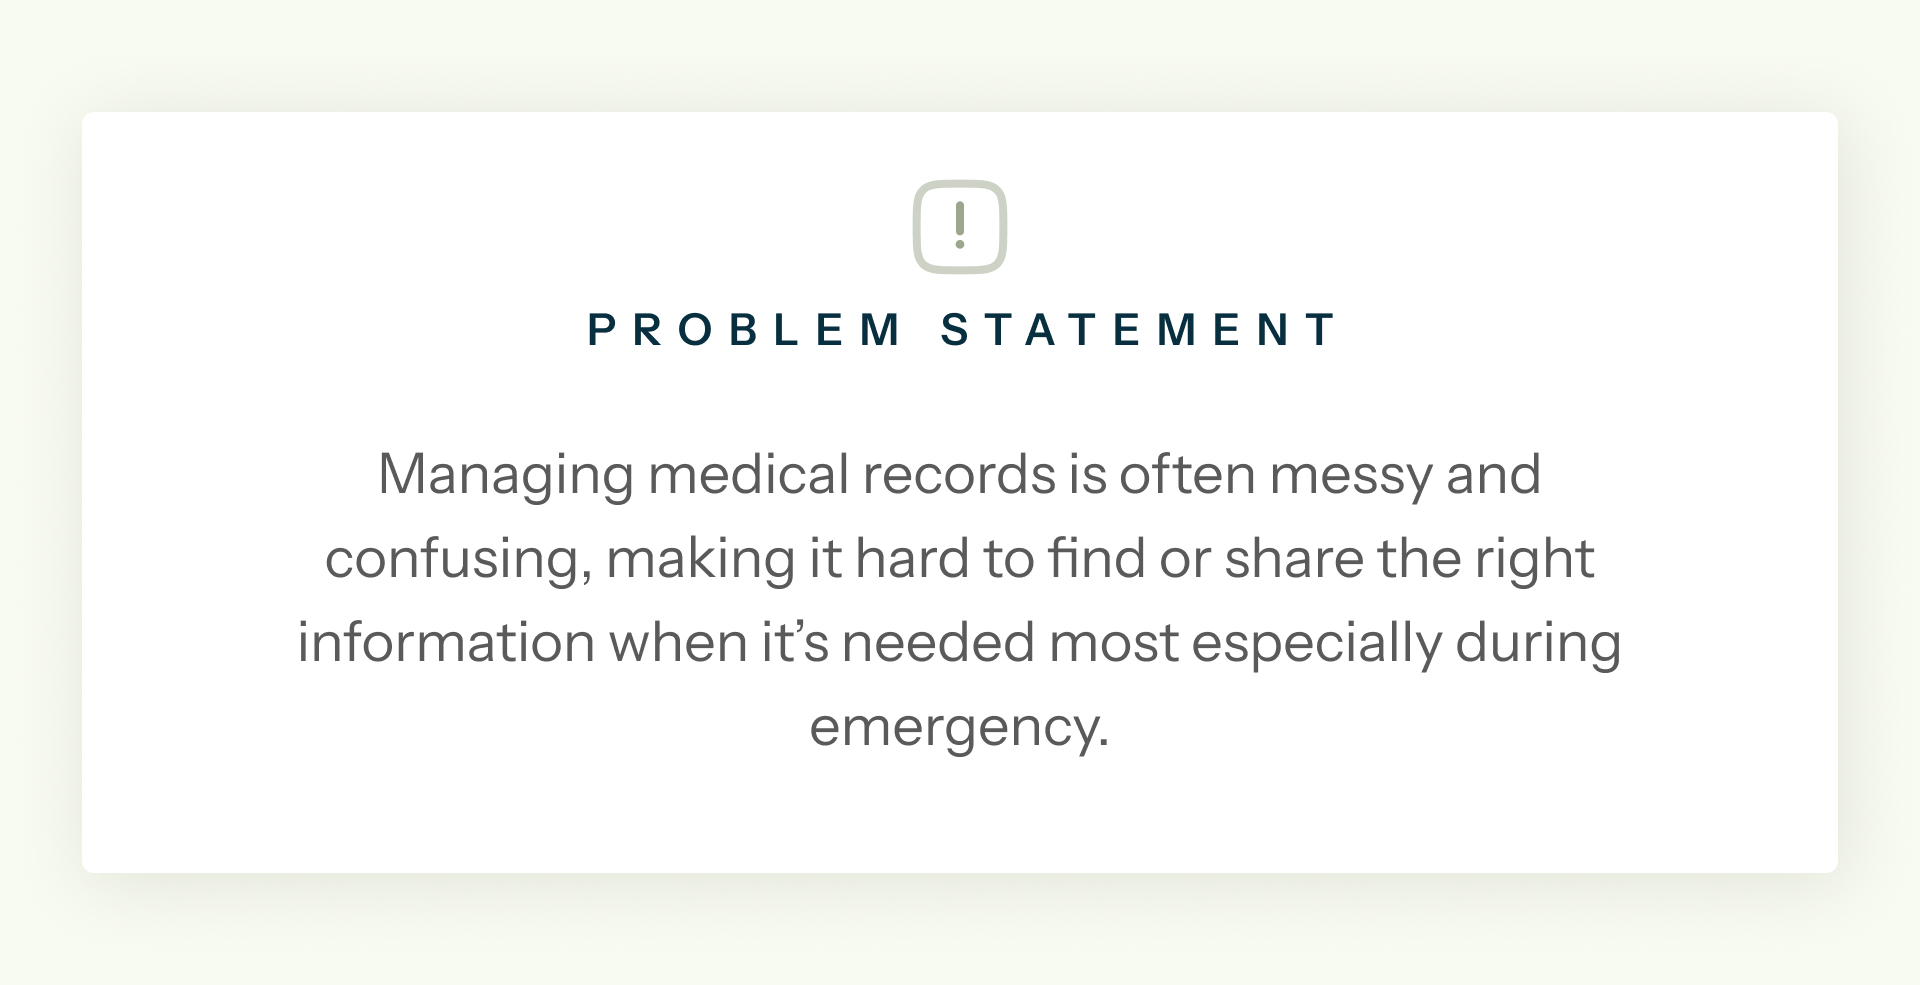 PROBLEM STATEMENT
Managing medical records is often messy and
confusing, making it hard to find or share the right
information when it’s needed most especially during
emergency.